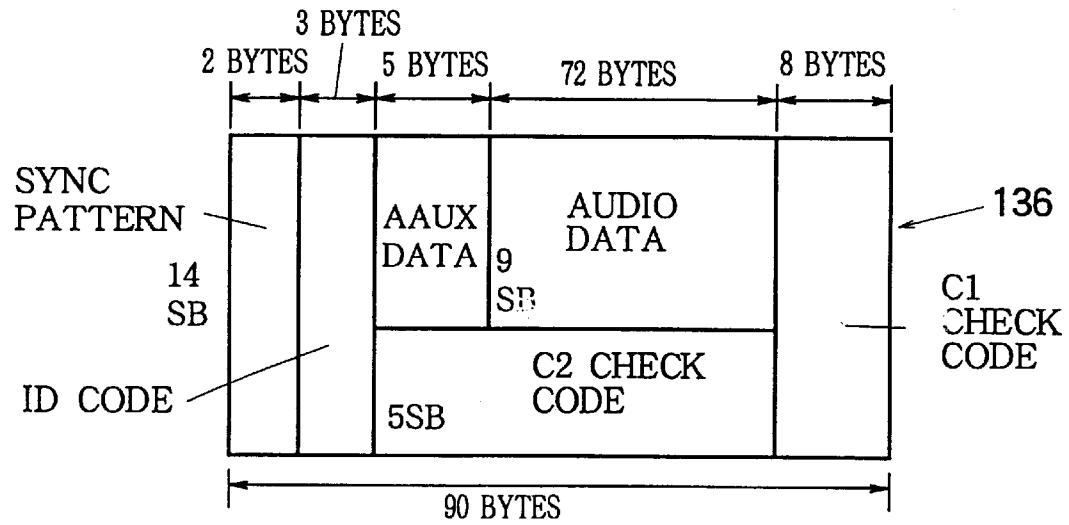 3 BYTES
2 BYTES
5 BYTES
72 BYTES
8 BYTES
SYNC
PATTERN
14
SB
ID CODE
AAUX
DATA
9
SB
AUDIO
DATA
C2 CHECK
CODE
5SB
136
C1
CHECK
CODE
90 BYTES